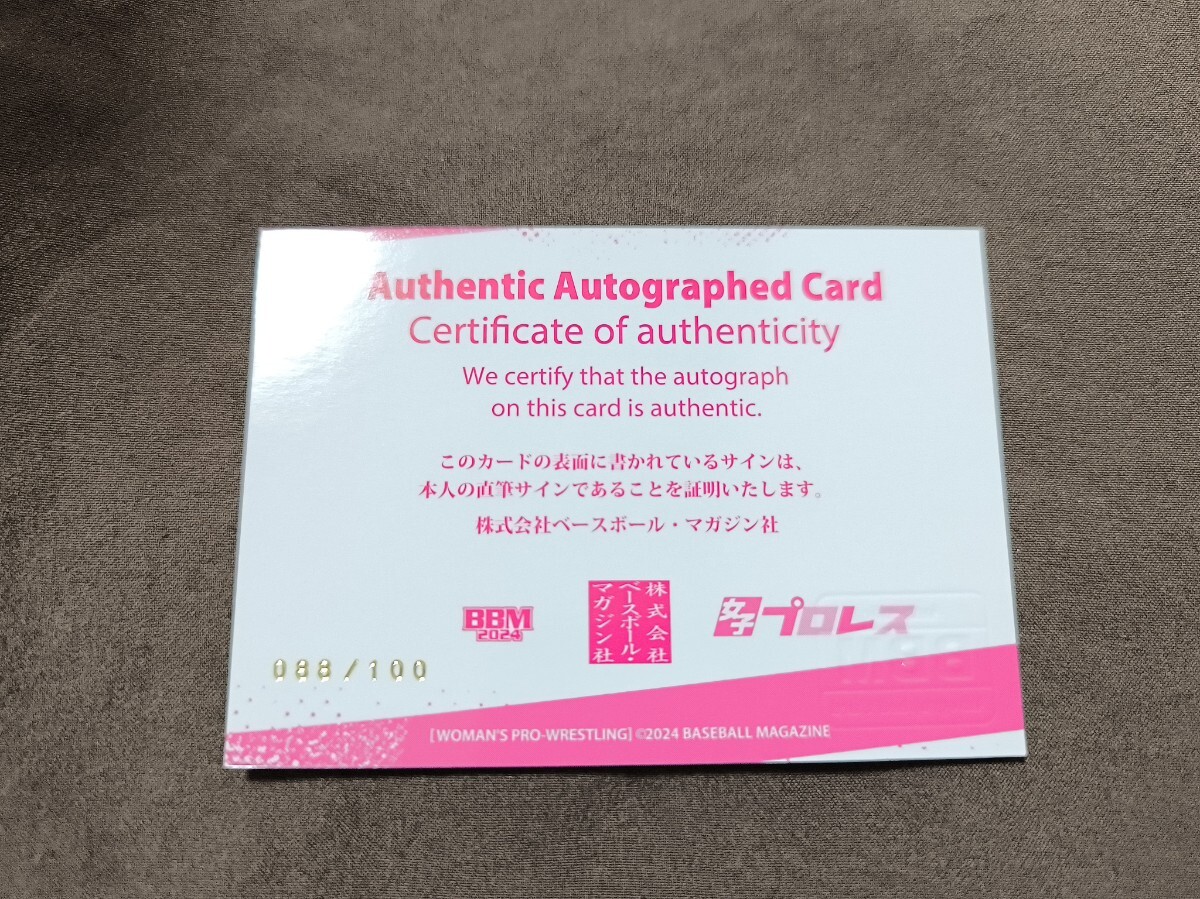 Authentic Autographed Card
Certificate of authenticity
We certify that the autograph
on this card is authentic.
このカードの表面に書かれているサインは、
本人の直筆サインであることを証明いたします。
株式会社ベースボール・マガジン社
BBM
2024
株式会社
ベースボール・
マガジン社
女子プロレス
088/100
[WOMAN'S PRO-WRESTLING] ©2024 BASEBALL MAGAZINE